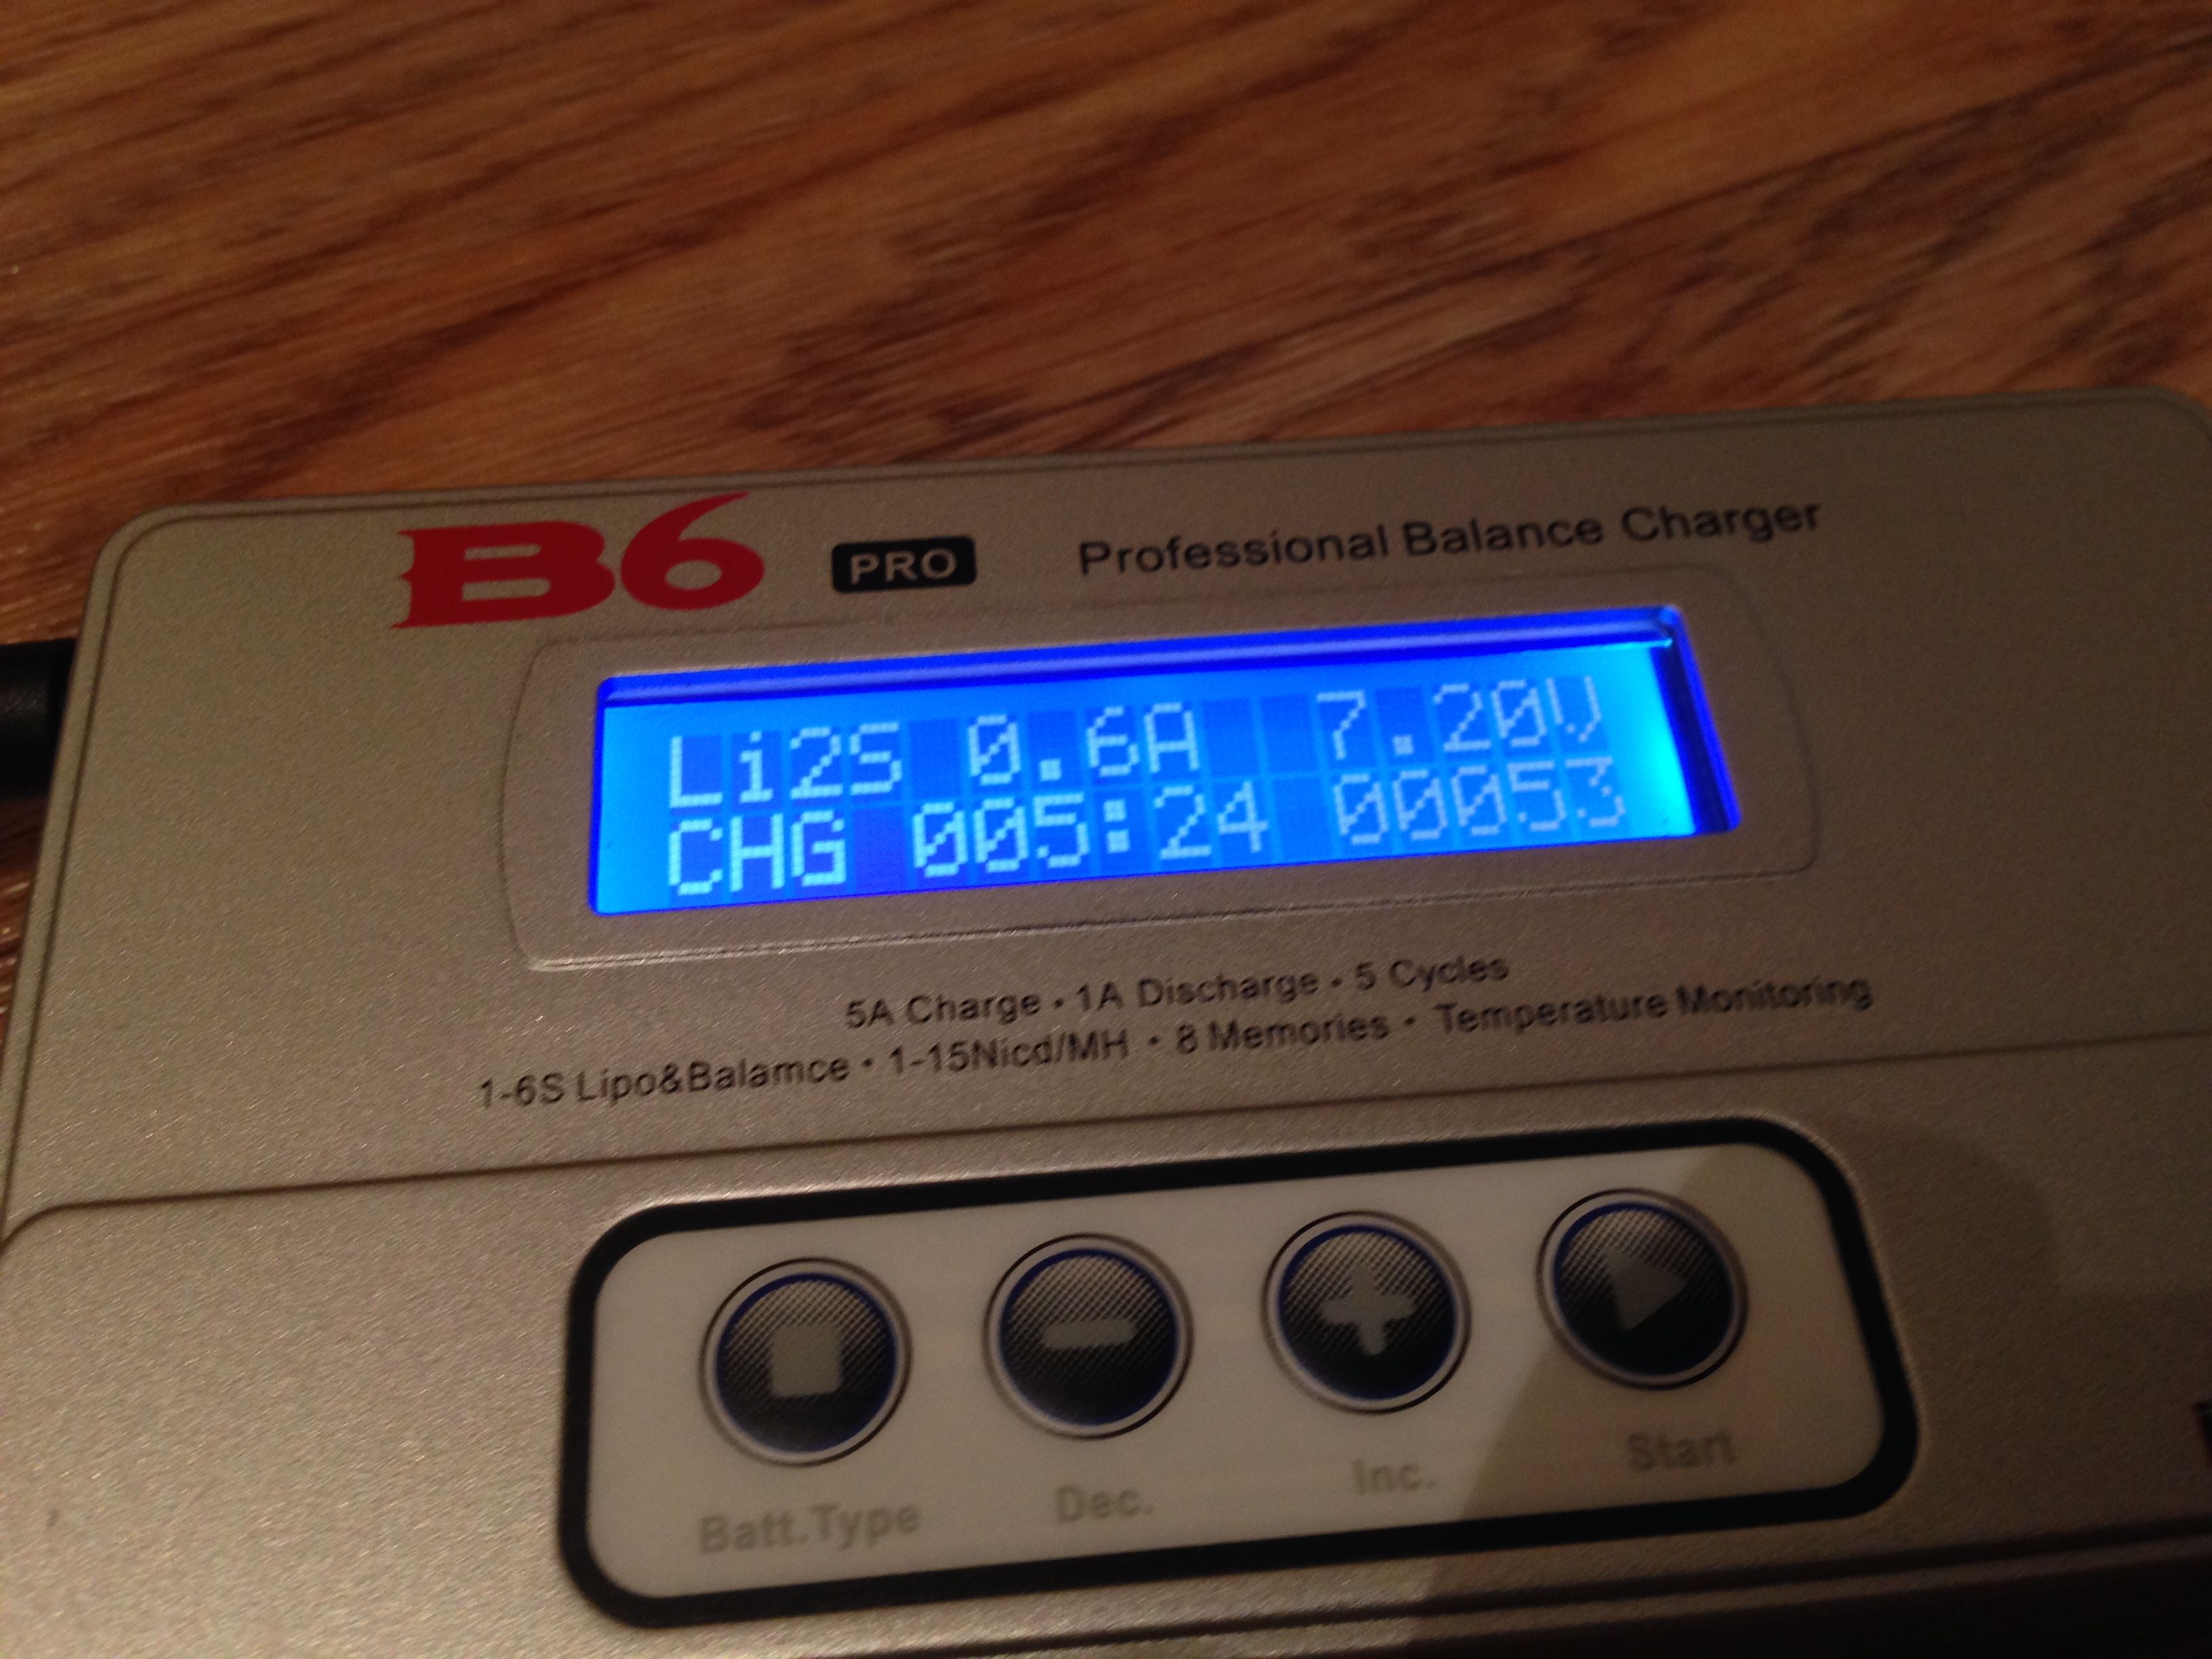 B6 PRO Professional Balance Charger
Li2S 0.6A 7.20V
CHG 005:24 00053
5A Charge • 1A Discharge • 5 Cycles
1-6S Lipo&Balamce • 1-15Nicd/MH • 8 Memories • Temperature Monitoring
Batt.Type Dec. Inc. Start